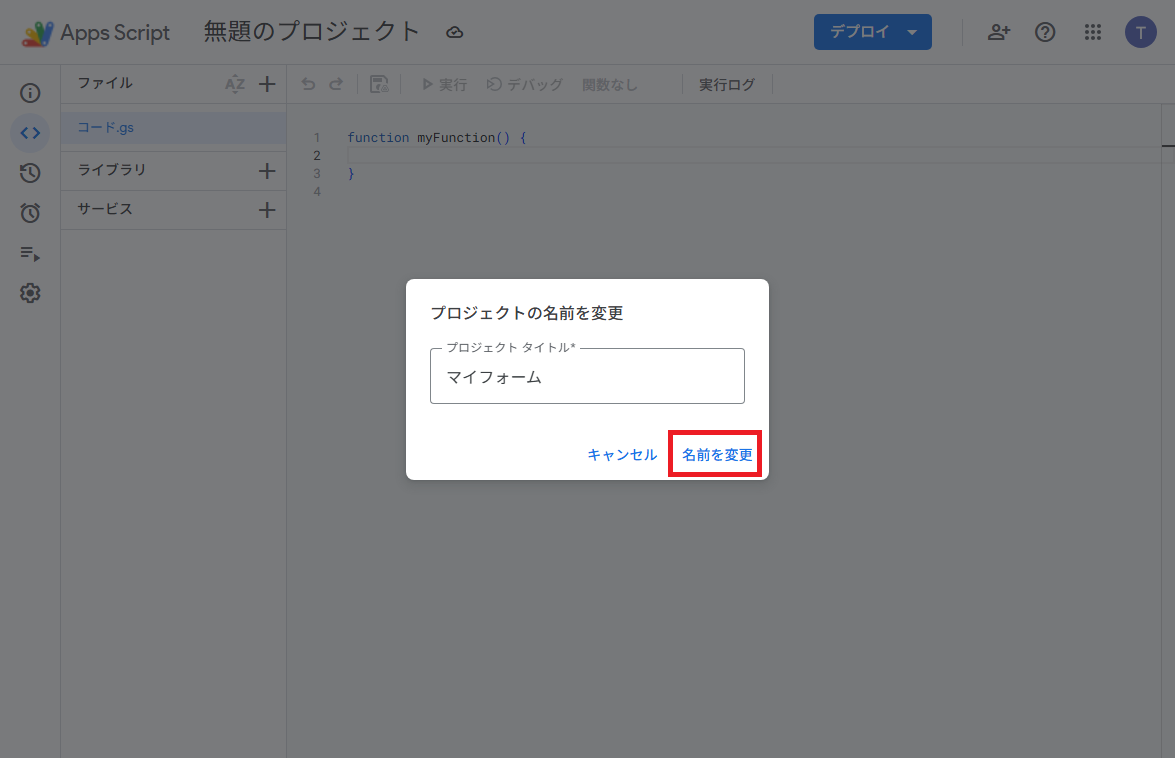 Apps Script 無題のプロジェクト デプロイ T
ファイル AZ 実行 デバッグ 関数なし 実行ログ
コード.gs
ライブラリ
サービス
1 function myFunction() {
2
3 }
4
プロジェクトの名前を変更
プロジェクト タイトル*
マイフォーム
キャンセル 名前を変更